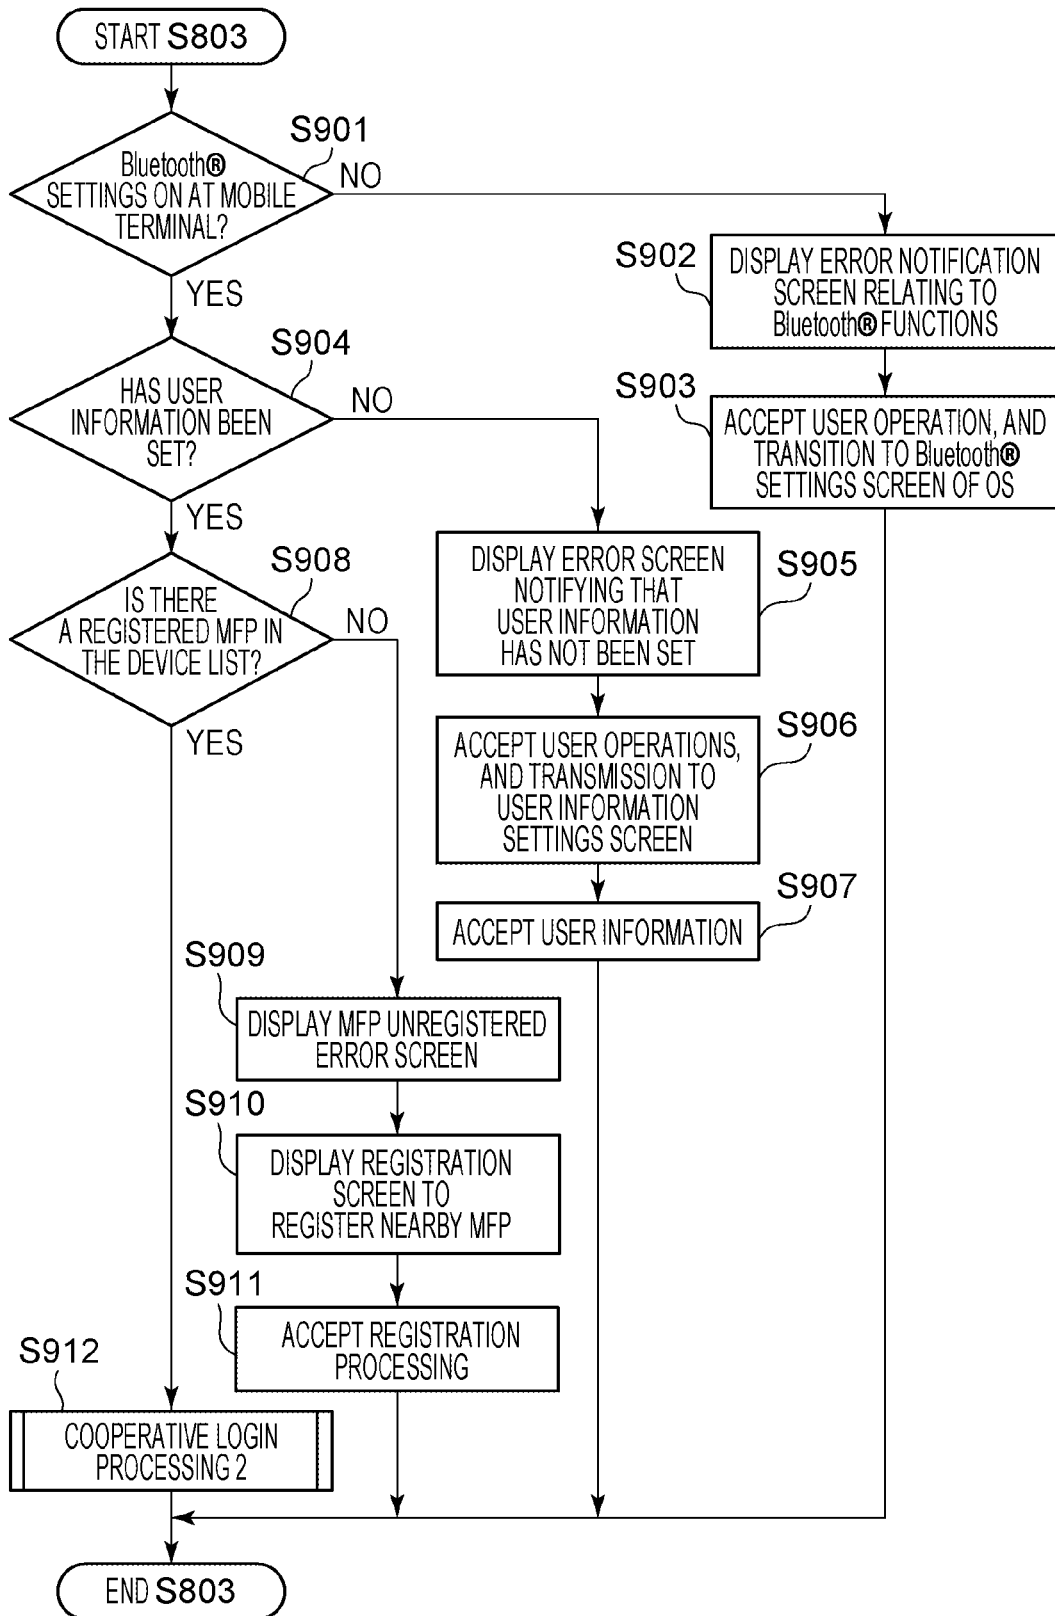 START S803
S901
Bluetooth®
SETTINGS ON AT MOBILE
TERMINAL?
NO
YES
S902
DISPLAY ERROR NOTIFICATION
SCREEN RELATING TO
Bluetooth® FUNCTIONS
S903
ACCEPT USER OPERATION, AND
TRANSITION TO Bluetooth®
SETTINGS SCREEN OF OS
S904
HAS USER
INFORMATION BEEN
SET?
NO
YES
S905
DISPLAY ERROR SCREEN
NOTIFYING THAT
USER INFORMATION
HAS NOT BEEN SET
S906
ACCEPT USER OPERATIONS,
AND TRANSMISSION TO
USER INFORMATION
SETTINGS SCREEN
S907
ACCEPT USER INFORMATION
S908
IS THERE
A REGISTERED MFP IN
THE DEVICE LIST?
NO
YES
S909
DISPLAY MFP UNREGISTERED
ERROR SCREEN
S910
DISPLAY REGISTRATION
SCREEN TO
REGISTER NEARBY MFP
S911
ACCEPT REGISTRATION
PROCESSING
S912
COOPERATIVE LOGIN
PROCESSING 2
END S803